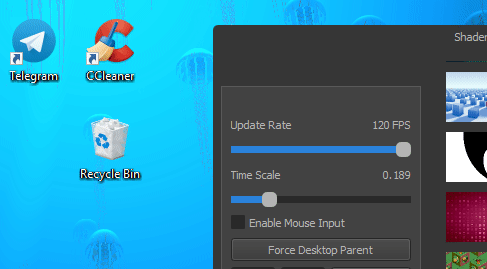 Telegram
CCleaner
Recycle Bin
Shader
Update Rate
120 FPS
Time Scale
0.189
Enable Mouse Input
Force Desktop Parent